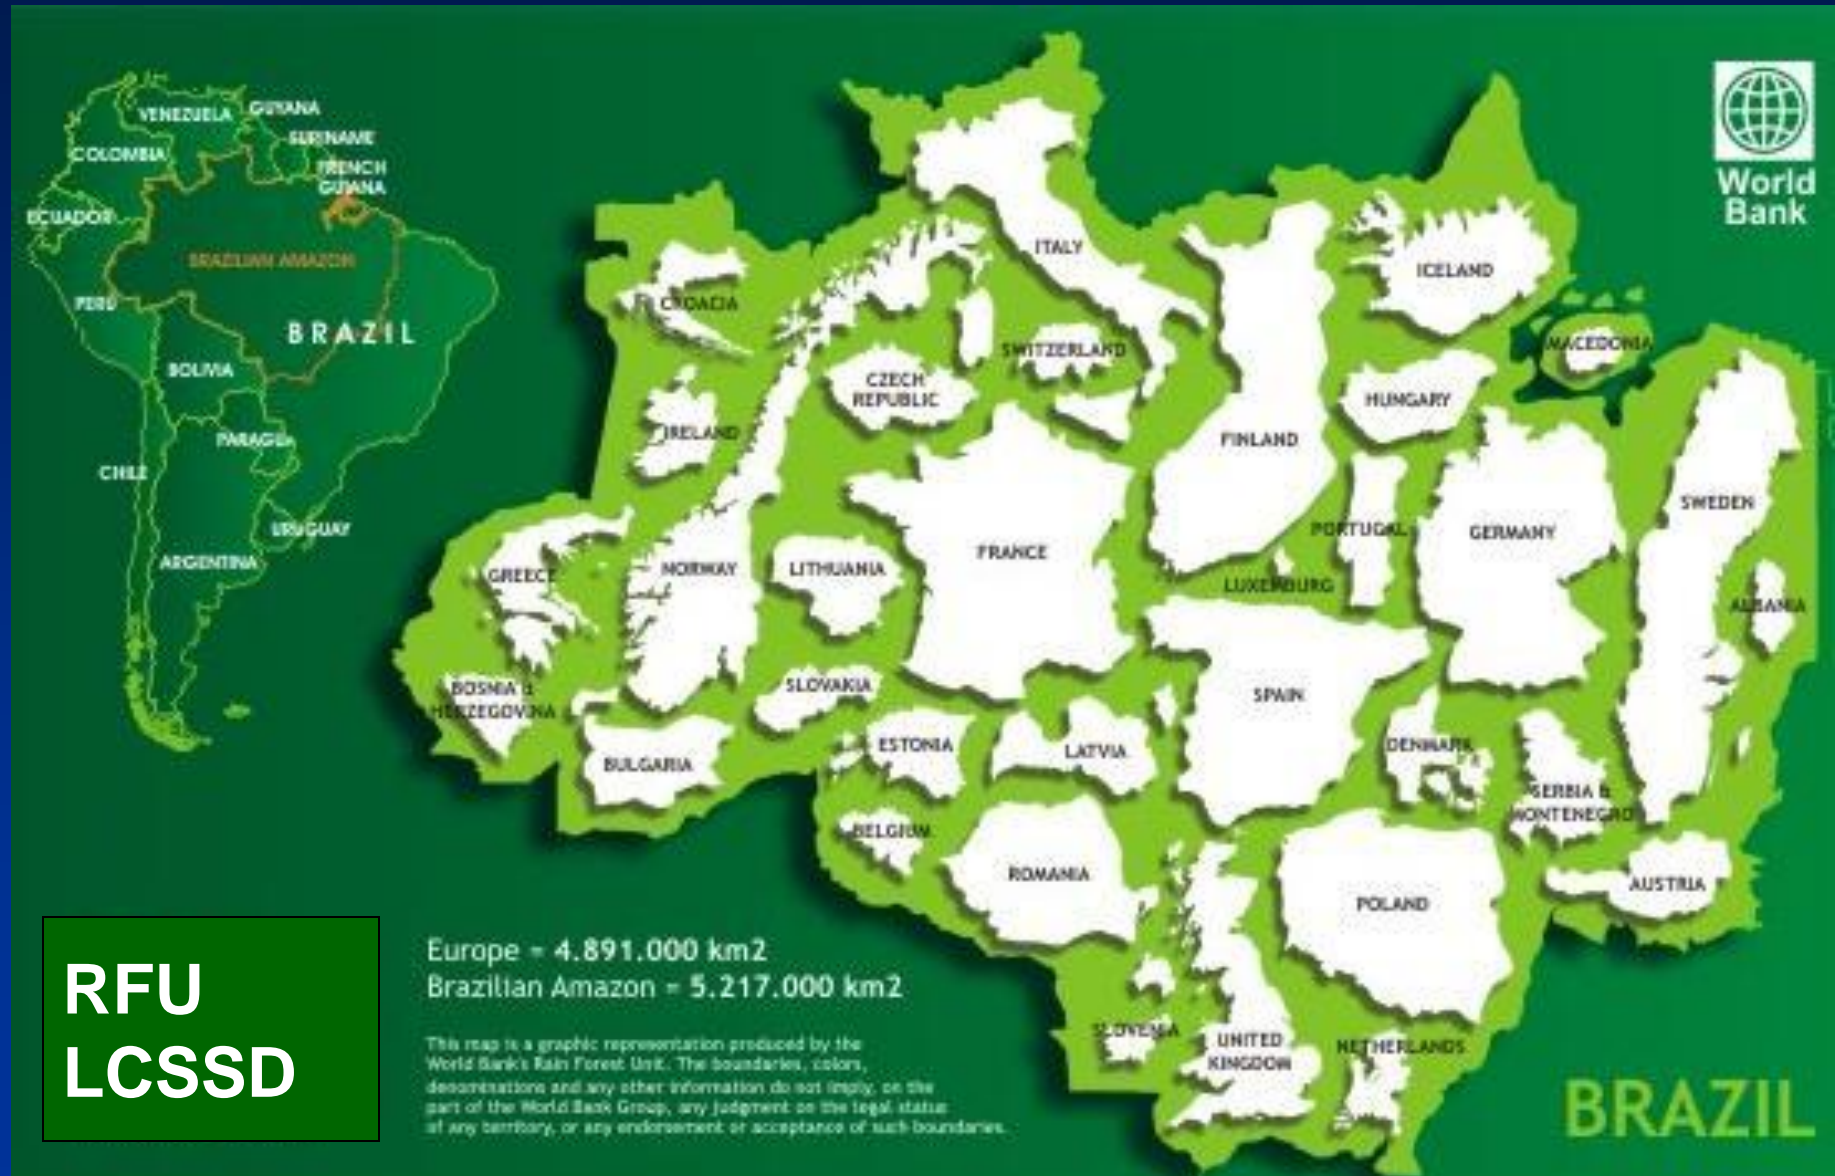 VENEZUELA
GUYANA
SURINAME
FRENCH
GUIANA
COLOMBIA
ECUADOR
BRAZILIAN AMAZON
PERU
BRAZIL
BOLIVIA
PARAGU
CHILE
URUGUAY
ARGENTINA
World
Bank
ITALY
ICELAND
CROACIA
MACEDONIA
SWITZERLAND
CZECH
REPUBLIC
HUNGARY
IRELAND
FINLAND
SWEDEN
PORTUGAL
GERMANY
FRANCE
GREECE
NORWAY
LITHUANIA
LUXENBURG
ALBANIA
BOSNIA &
HERZEGOVINA
SLOVAKIA
SPAIN
ESTONIA
LATVIA
DENMARK
BULGARIA
SERBIA &
MONTENEGRO
BELGIUM
ROMANIA
AUSTRIA
POLAND
SLOVENIA
UNITED
KINGDOM
NETHERLANDS
Europe = 4.891.000 km2
Brazilian Amazon = 5.217.000 km2
This map is a graphic representation produced by the
World Bank's Rain Forest Unit. The boundaries, colors,
denominations and any other information do not imply, on the
part of the World Bank Group, any judgment on the legal status
of any territory, or any endorsement or acceptance of such boundaries.
RFU
LCSSD
BRAZIL